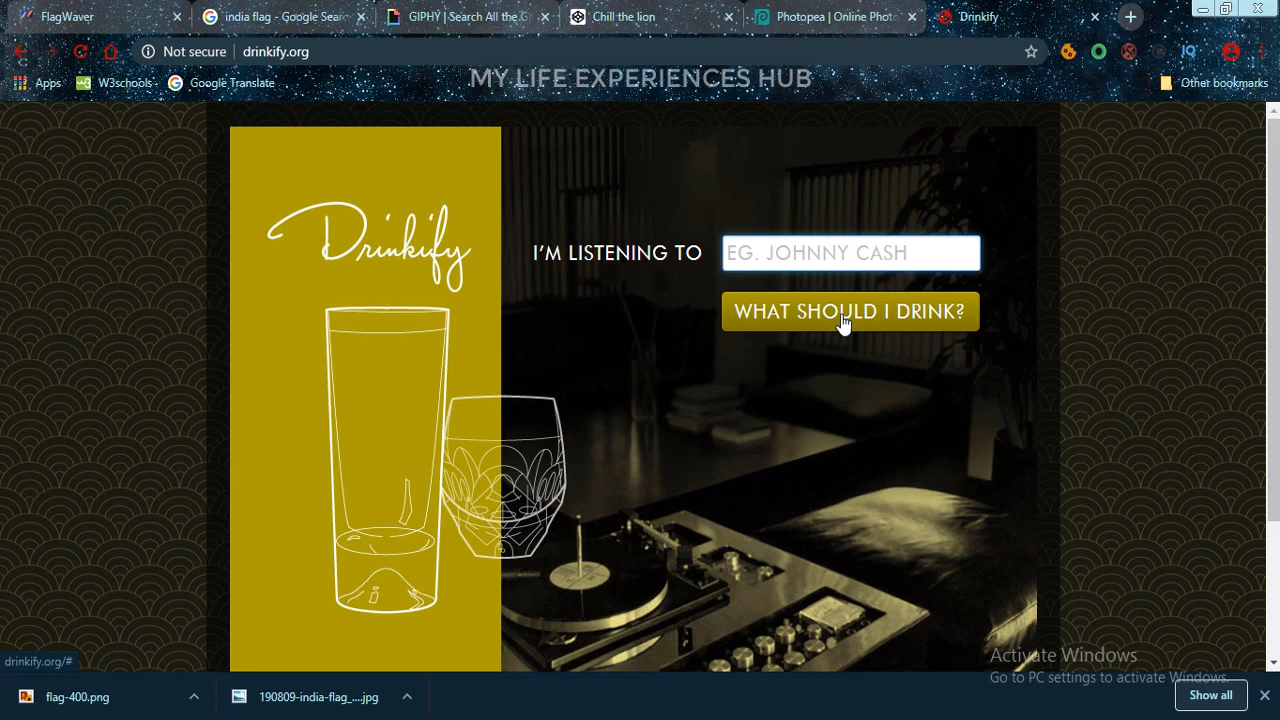 FlagWaver
india flag - Google Searc
GIPHY | Search All the G
Chill the lion
Photopea | Online Phot
Drinkify
Not secure
drinkify.org
IQ
Apps
W3schools
Google Translate
Other bookmarks
MY LIFE EXPERIENCES HUB
Drinkify
I'M LISTENING TO
EG. JOHNNY CASH
WHAT SHOULD I DRINK?
drinkify.org/#
Activate Windows
Go to PC settings to activate Windows.
flag-400.png
190809-india-flag_....jpg
Show all